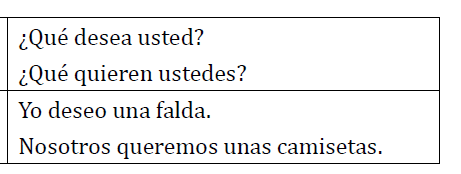 ¿Qué desea usted?
¿Qué quieren ustedes?
Yo deseo una falda.
Nosotros queremos unas camisetas.